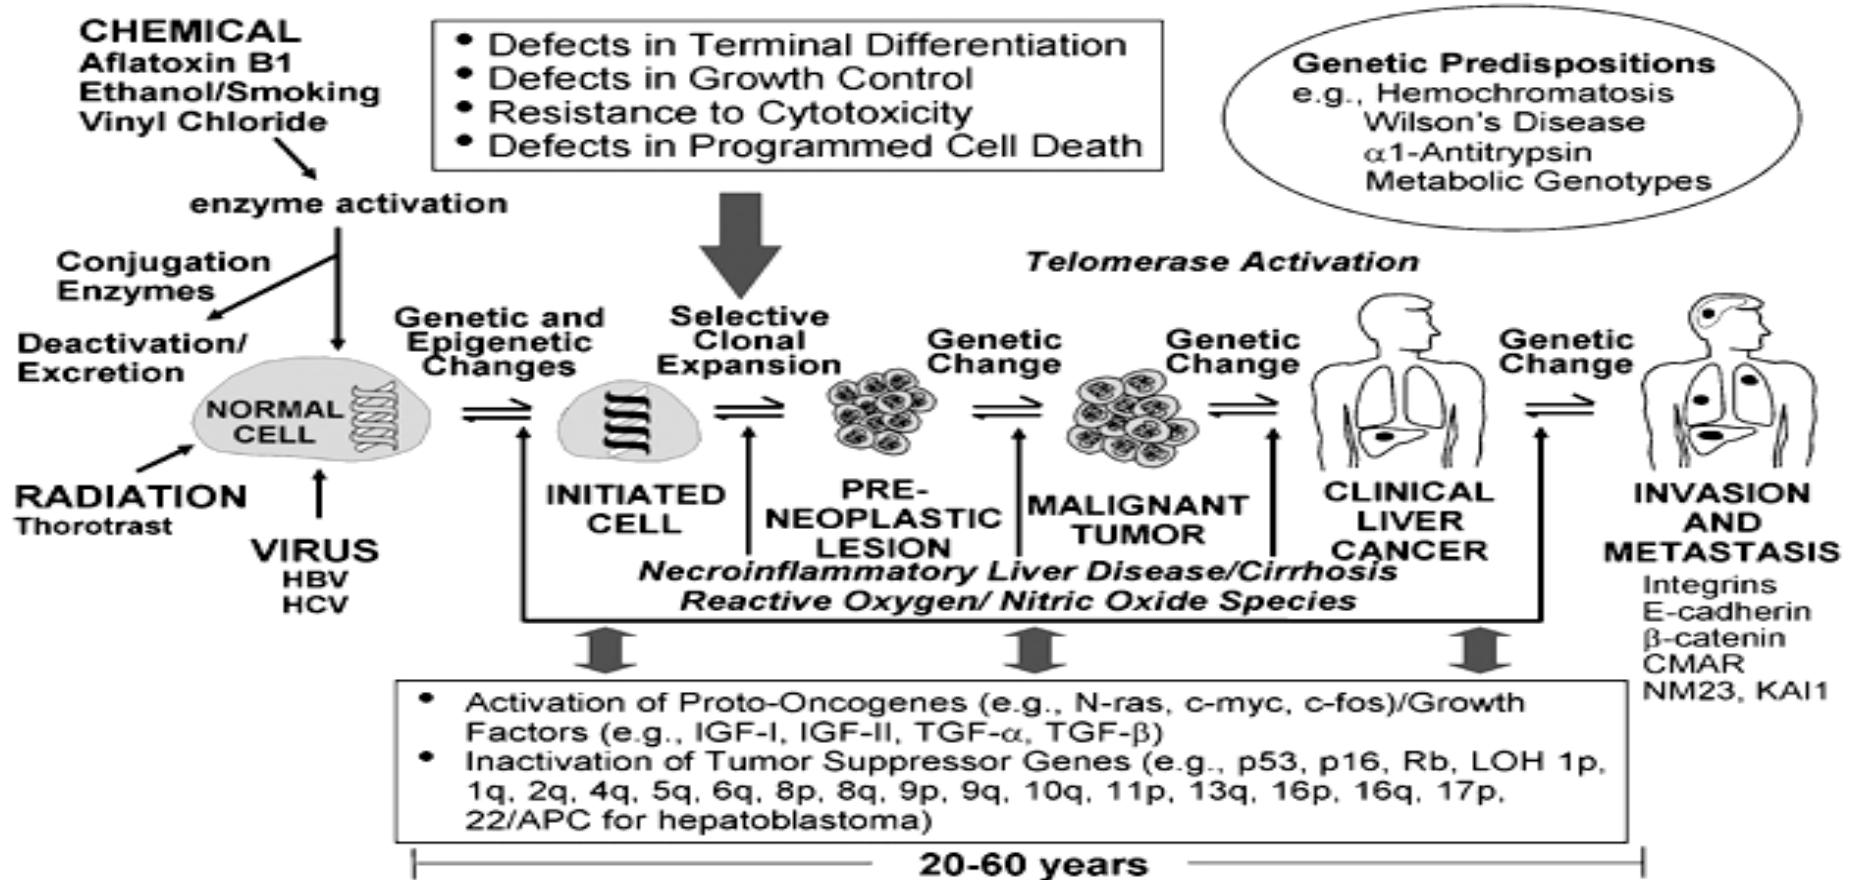 CHEMICAL
Aflatoxin B1
Ethanol/Smoking
Vinyl Chloride
enzyme activation
Conjugation
Enzymes
Deactivation/
Excretion
• Defects in Terminal Differentiation
• Defects in Growth Control
• Resistance to Cytotoxicity
• Defects in Programmed Cell Death
Genetic Predispositions
e.g., Hemochromatosis
Wilson's Disease
α1-Antitrypsin
Metabolic Genotypes
Telomerase Activation
Genetic and
Epigenetic
Changes
Selective
Clonal
Expansion
Genetic
Change
Genetic
Change
Genetic
Change
NORMAL
CELL
RADIATION
Thorotrast
VIRUS
HBV
HCV
INITIATED
CELL
PRE-
NEOPLASTIC
LESION
MALIGNANT
TUMOR
CLINICAL
LIVER
CANCER
INVASION
AND
METASTASIS
Integrins
E-cadherin
β-catenin
CMAR
NM23, KAI1
Necroinflammatory Liver Disease/Cirrhosis
Reactive Oxygen/ Nitric Oxide Species
• Activation of Proto-Oncogenes (e.g., N-ras, c-myc, c-fos)/Growth
Factors (e.g., IGF-I, IGF-II, TGF-α, TGF-β)
• Inactivation of Tumor Suppressor Genes (e.g., p53, p16, Rb, LOH 1p,
1q, 2q, 4q, 5q, 6q, 8p, 8q, 9p, 9q, 10q, 11p, 13q, 16p, 16q, 17p,
22/APC for hepatoblastoma)
20-60 years